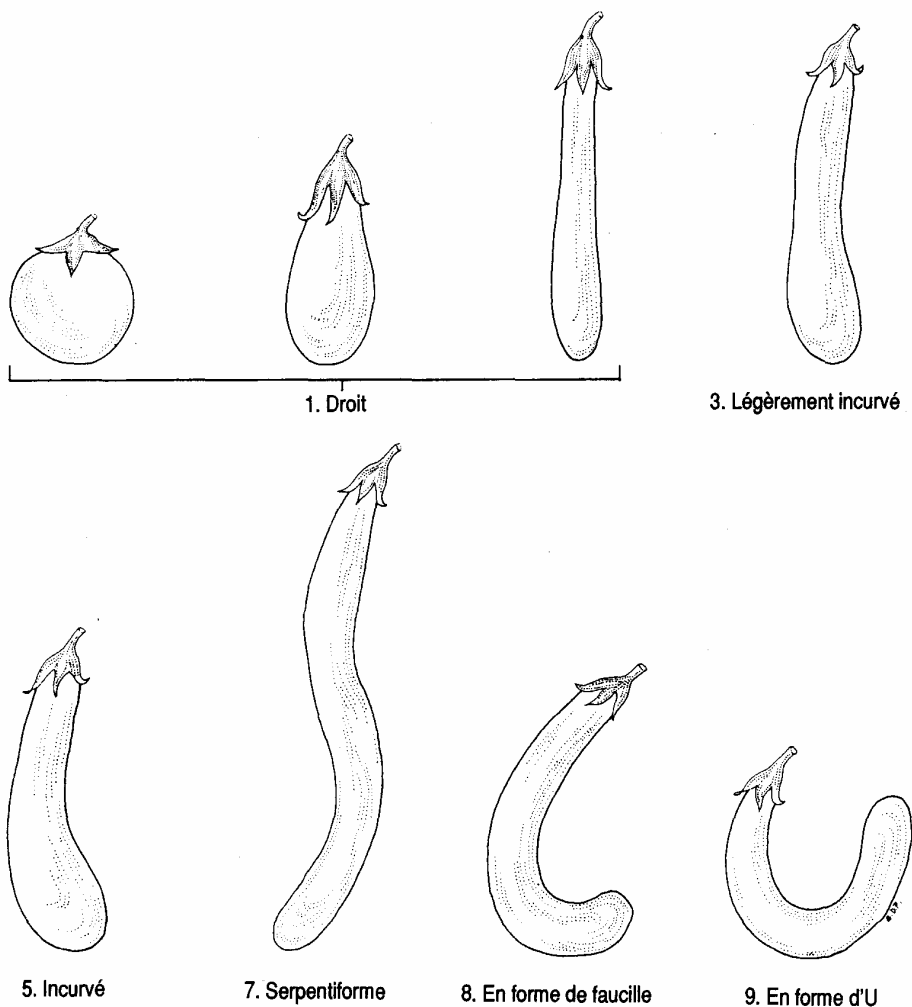 1. Droit
3. Légèrement incurvé
5. Incurvé
7. Serpentiforme
8. En forme de faucille
9. En forme d'U